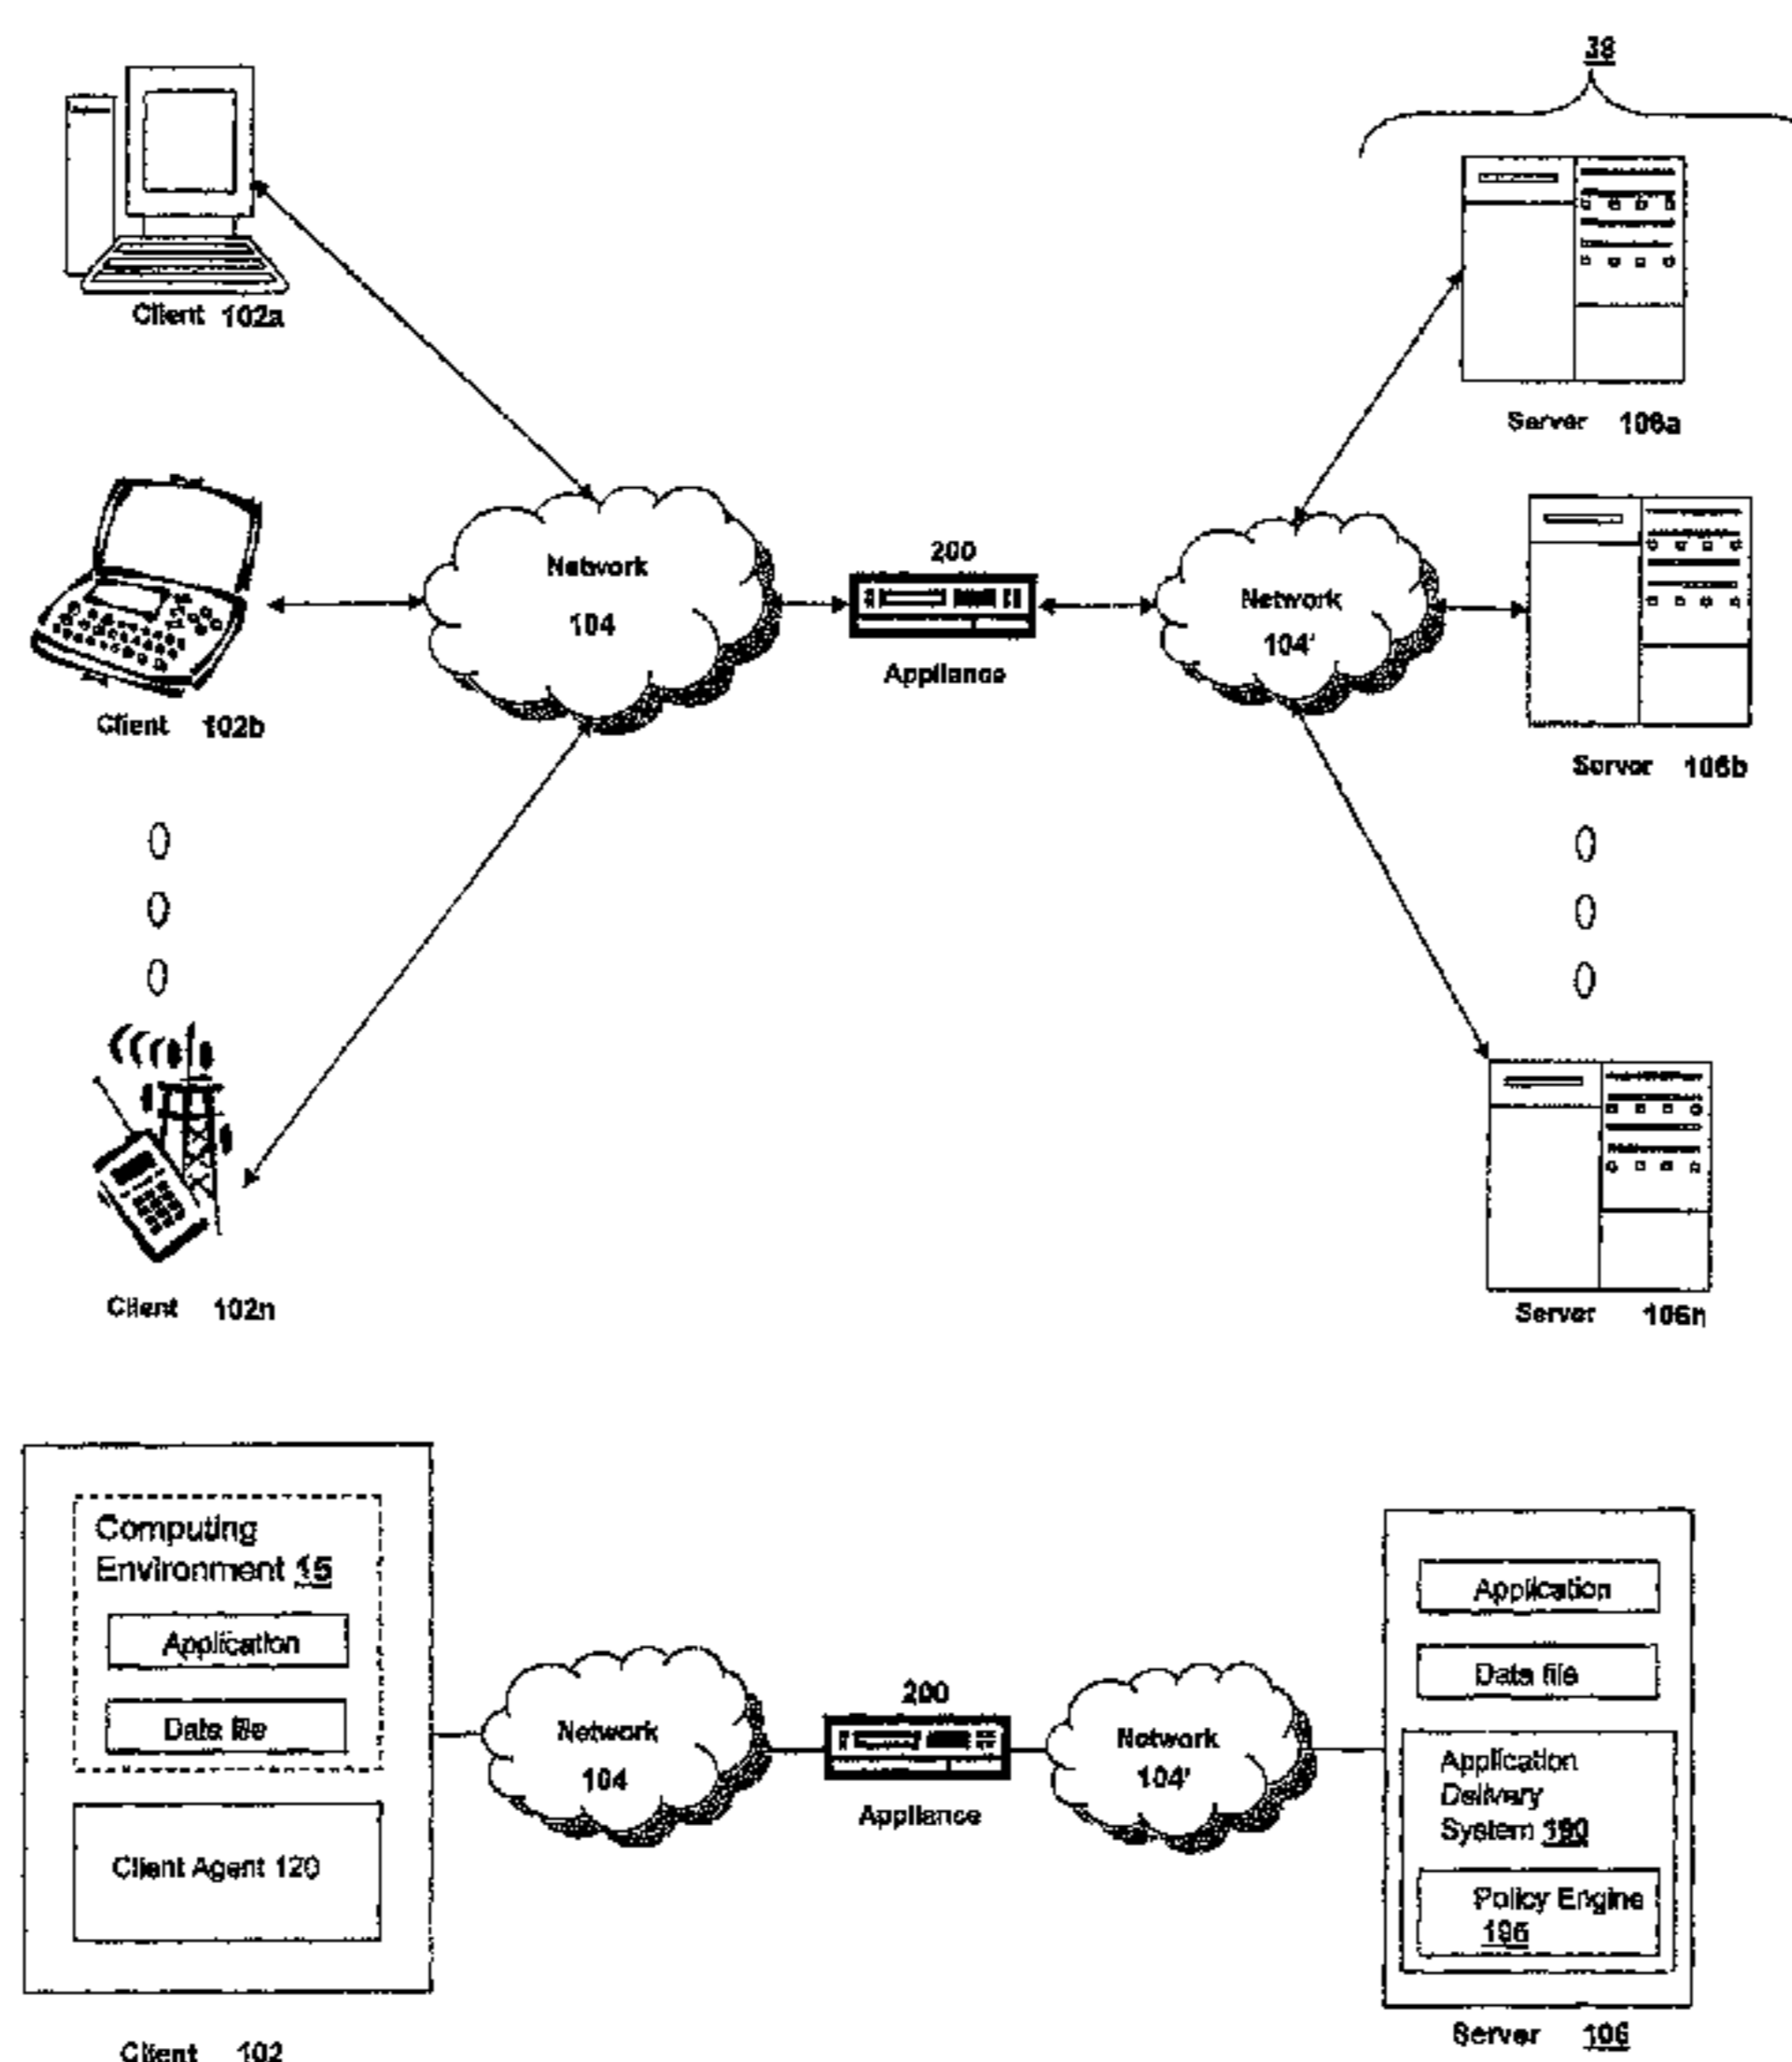 38
Client 102a
Server 106a
Network
104
200
Appliance
Network
104'
Client 102b
Server 106b
Client 102n
Server 106n
Computing
Environment 15
Application
Data file
Client Agent 120
Client 102
Network
104
200
Appliance
Network
104'
Application
Data file
Application
Delivery
System 190
Policy Engine
195
Server 106